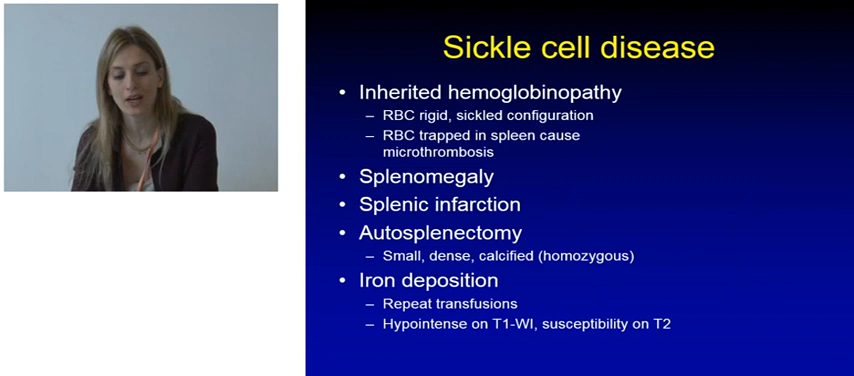 Sickle cell disease
• Inherited hemoglobinopathy
– RBC rigid, sickled configuration
– RBC trapped in spleen cause
microthrombosis
• Splenomegaly
• Splenic infarction
• Autosplenectomy
– Small, dense, calcified (homozygous)
• Iron deposition
– Repeat transfusions
– Hypointense on T1-WI, susceptibility on T2